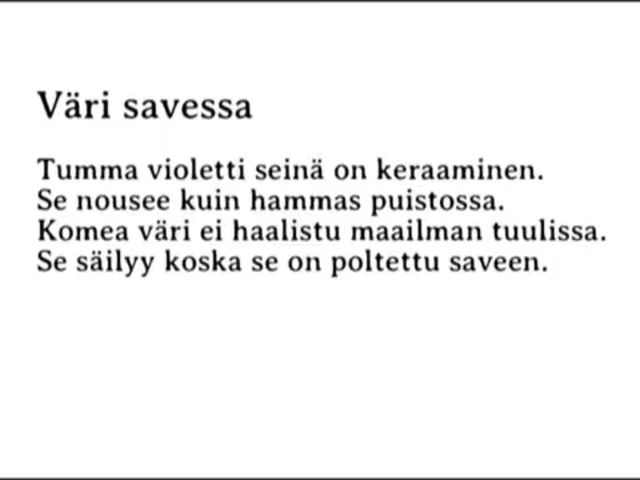 Väri savessa
Tumma violetti seinä on keraaminen.
Se nousee kuin hammas puistossa.
Komea väri ei haalistu maailman tuulissa.
Se säilyy koska se on poltettu saveen.